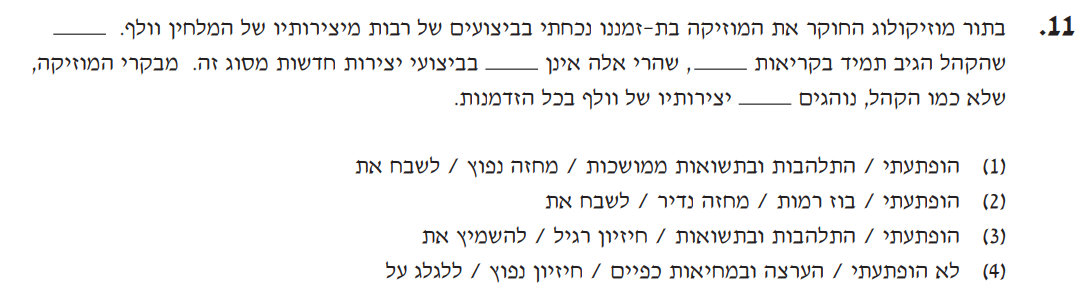 11. בתור מוזיקולוג החוקר את המוזיקה בת-זמננו נכחתי בביצועים של רבות מיצירותיו של המלחין וולף. _____
שהקהל הגיב תמיד בקריאות _____, שהרי אלה אינן _____ בביצועי יצירות חדשות מסוג זה. מבקרי המוזיקה,
שלא כמו הקהל, נוהגים _____ יצירותיו של וולף בכל הזדמנות.
(1) הופתעתי / התלהבות ובתשואות ממושכות / מחזה נפוץ / לשבח את
(2) הופתעתי / בוז רמות / מחזה נדיר / לשבח את
(3) הופתעתי / התלהבות ובתשואות / חיזיון רגיל / להשמיץ את
(4) לא הופתעתי / הערצה ובמחיאות כפיים / חיזיון נפוץ / ללגלג על